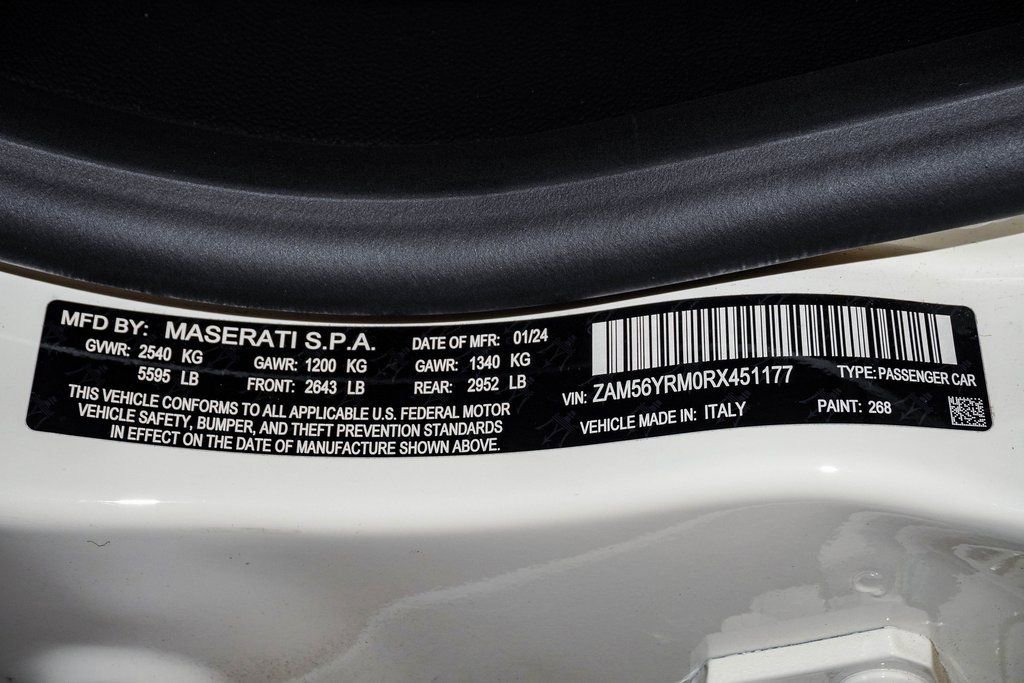 MFD BY: MASERATI S.P.A. DATE OF MFR: 01/24
GVWR: 2540 KG GAWR: 1200 KG GAWR: 1340 KG
5595 LB FRONT: 2643 LB REAR: 2952 LB
THIS VEHICLE CONFORMS TO ALL APPLICABLE U.S. FEDERAL MOTOR
VEHICLE SAFETY, BUMPER, AND THEFT PREVENTION STANDARDS
IN EFFECT ON THE DATE OF MANUFACTURE SHOWN ABOVE.
VIN: ZAM56YRM0RX451177 TYPE: PASSENGER CAR
VEHICLE MADE IN: ITALY PAINT: 268